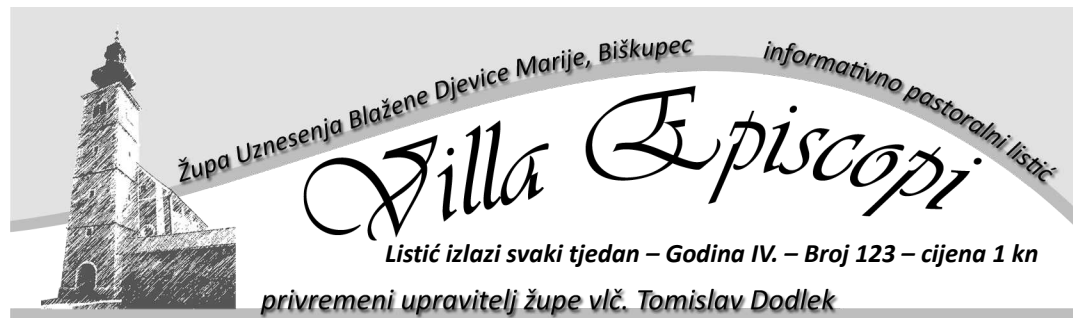 Župa Uznesenja Blažene Djevice Marije, Biškupec
informativno pastoralni listić
Villa Episcopi
Listić izlazi svaki tjedan – Godina IV. – Broj 123 – cijena 1 kn
privremeni upravitelj župe vlč. Tomislav Dodlek